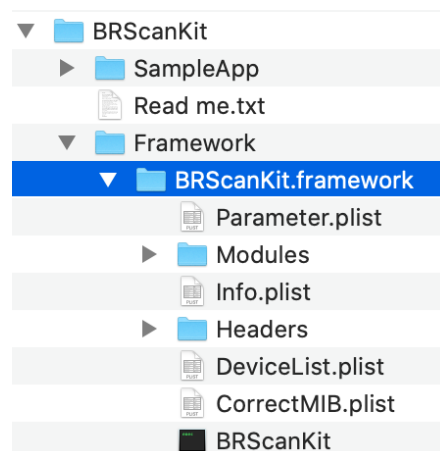 BRScanKit
SampleApp
Read me.txt
Framework
BRScanKit.framework
Parameter.plist
Modules
Info.plist
Headers
DeviceList.plist
CorrectMIB.plist
BRScanKit